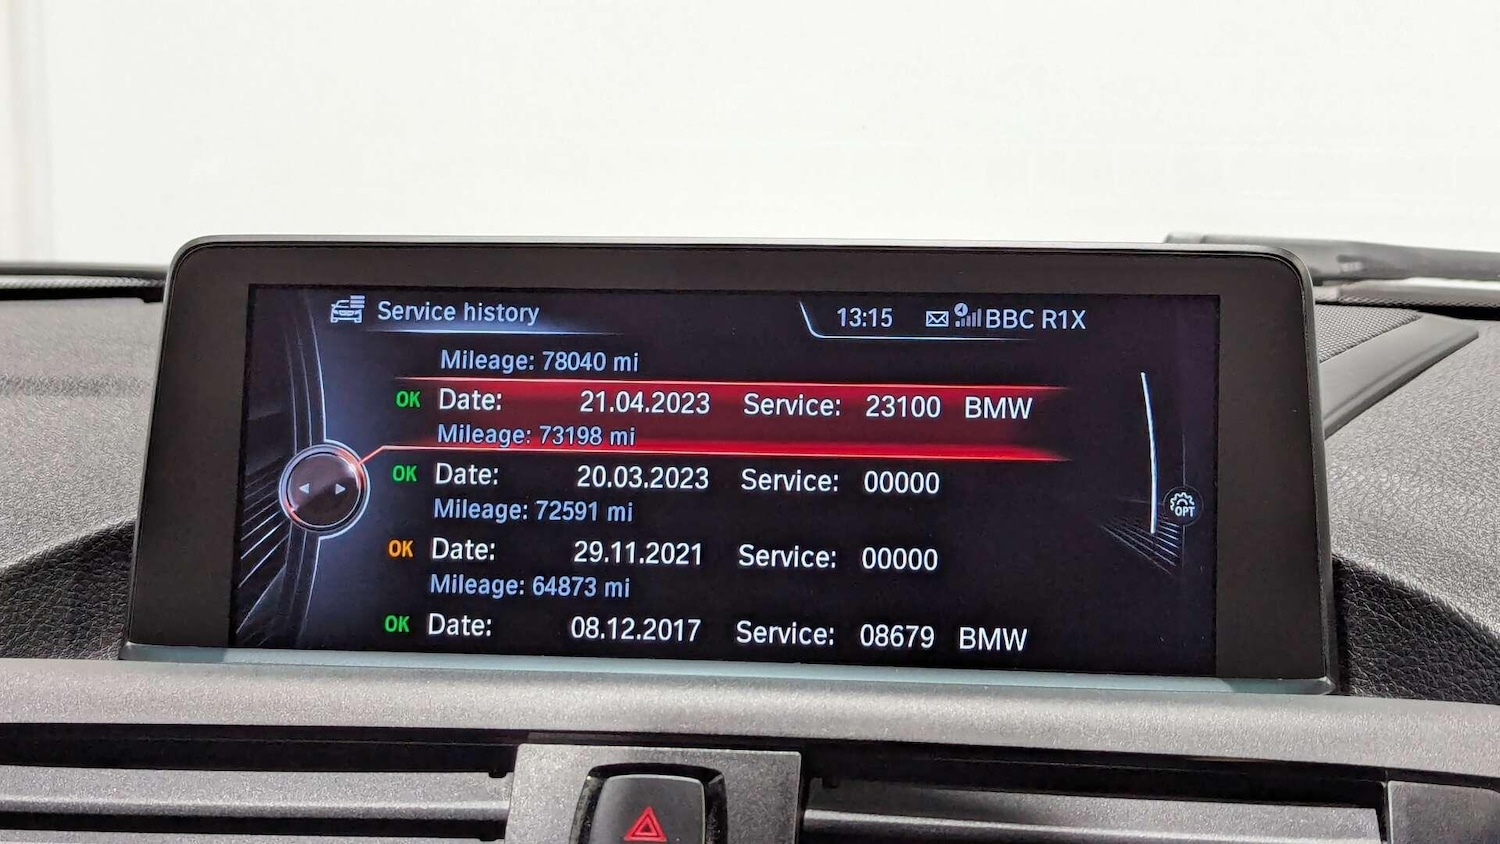 Service history 13:15 BBC R1X
Mileage: 78040 mi
OK Date: 21.04.2023 Service: 23100 BMW
Mileage: 73198 mi
OK Date: 20.03.2023 Service: 00000
Mileage: 72591 mi
OPT
OK Date: 29.11.2021 Service: 00000
Mileage: 64873 mi
OK Date: 08.12.2017 Service: 08679 BMW